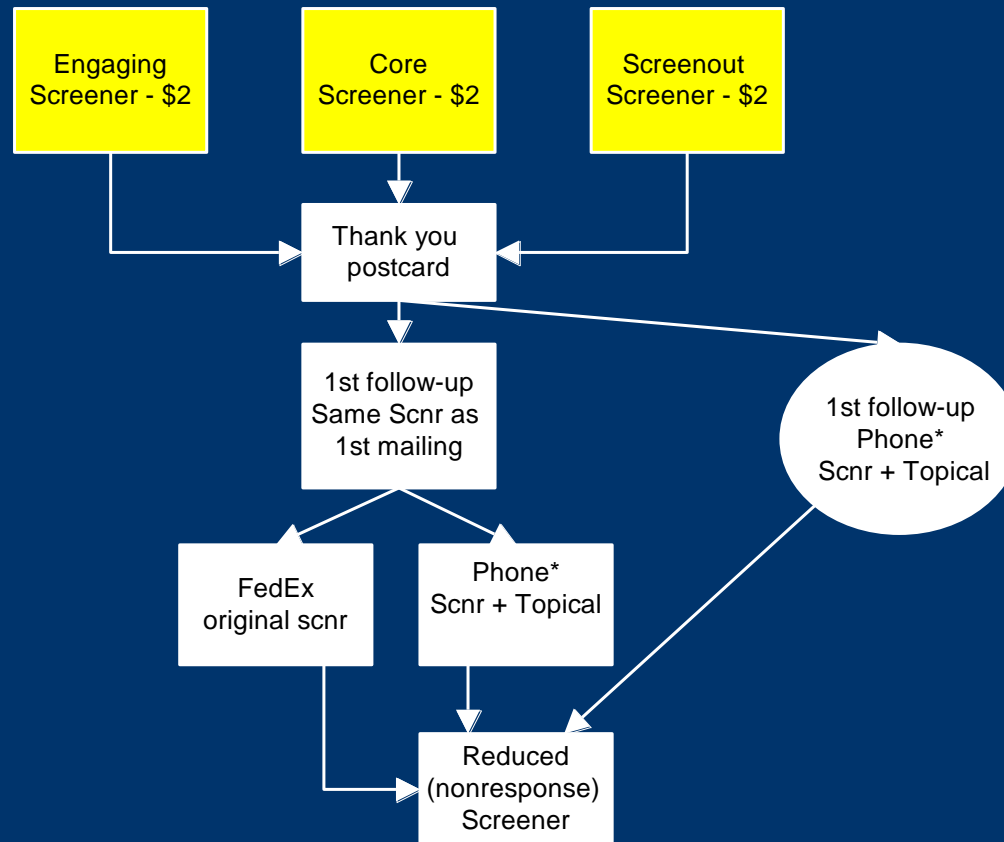 Engaging
Screener - $2
Core
Screener - $2
Screenout
Screener - $2
Thank you
postcard
1st follow-up
Same Scnr as
1st mailing
1st follow-up
Phone*
Scnr + Topical
FedEx
original scnr
Phone*
Scnr + Topical
Reduced
(nonresponse)
Screener